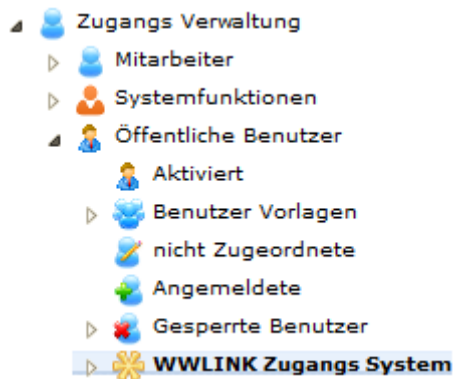 Zugangs Verwaltung
Mitarbeiter
Systemfunktionen
Öffentliche Benutzer
Aktiviert
Benutzer Vorlagen
nicht Zugeordnete
Angemeldete
Gesperrte Benutzer
WWLINK Zugangs System